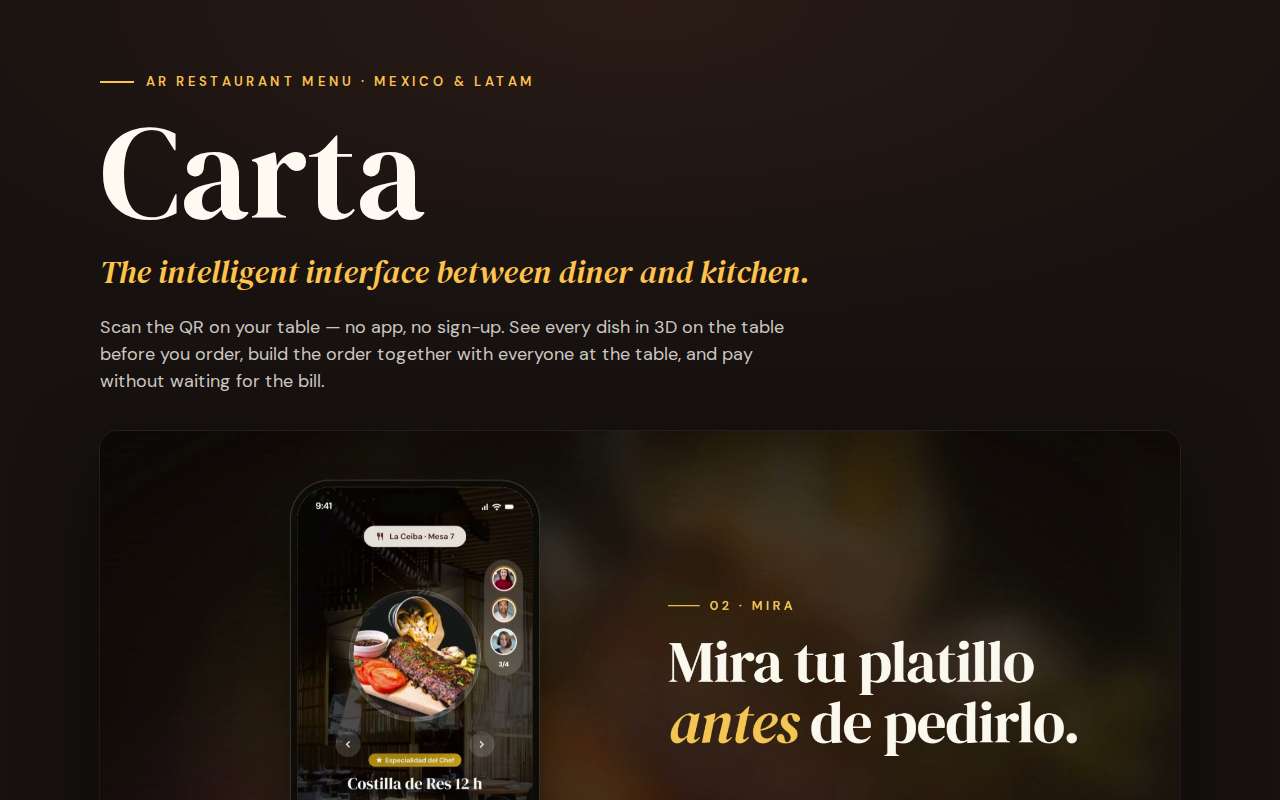 AR RESTAURANT MENU · MEXICO & LATAM
Carta
The intelligent interface between diner and kitchen.
Scan the QR on your table — no app, no sign-up. See every dish in 3D on the table
before you order, build the order together with everyone at the table, and pay
without waiting for the bill.
9:41
La Ceiba · Mesa 7
3/4
Especialidad del Chef
Costilla de Res 12 h
02 · MIRA
Mira tu platillo
antes de pedirlo.